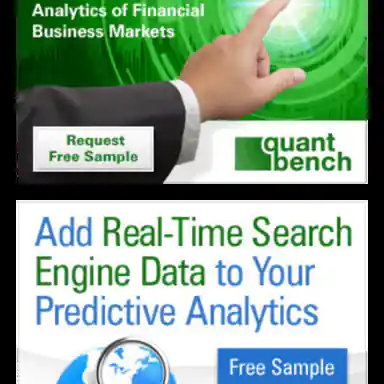 Analytics of Financial
Business Markets
Request
Free Sample
quant
bench
Add Real-Time Search
Engine Data to Your
Predictive Analytics
Free Sample